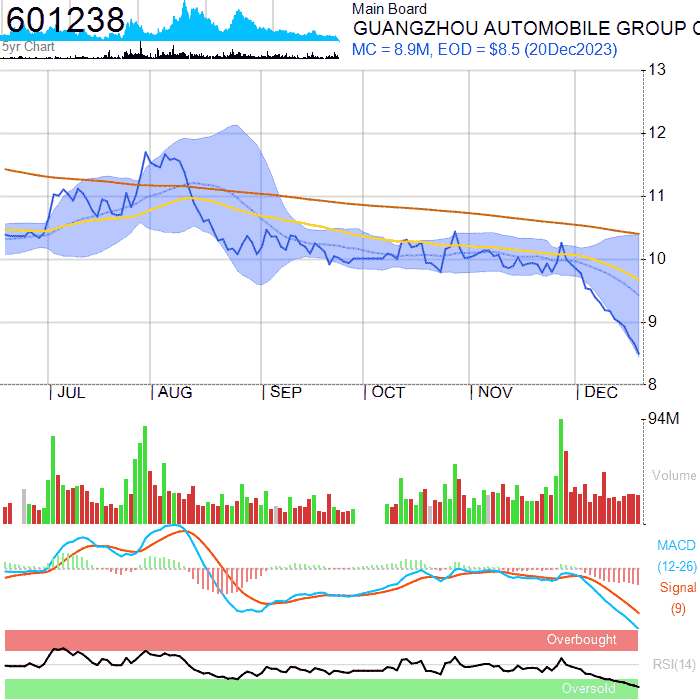 601238
5yr Chart
Main Board
GUANGZHOU AUTOMOBILE GROUP
MC = 8.9M, EOD = $8.5 (20Dec2023)
13
12
11
10
9
8
JUL AUG SEP OCT NOV DEC
94M
Volume
MACD
(12-26)
Signal
(9)
Overbought
RSI(14)
Oversold